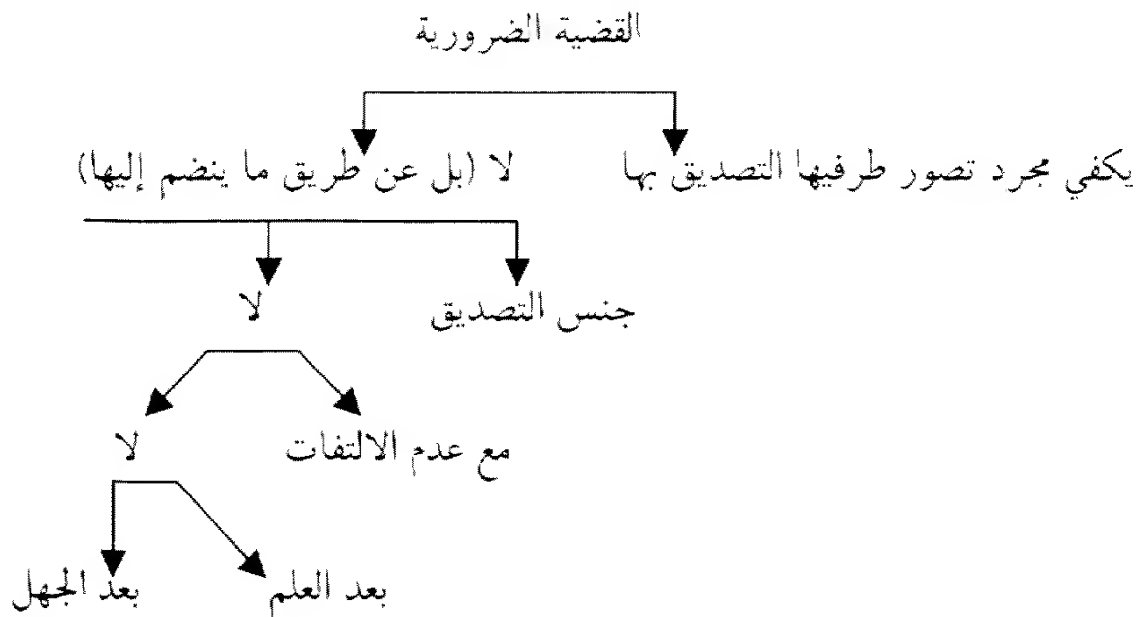 القضية الضرورية
يكفي مجرد تصور طرفيها التصديق بها لا (بل عن طريق ما ينضم إليها)
جنس التصديق لا
مع عدم الالتفات لا
بعد العلم بعد الجهل